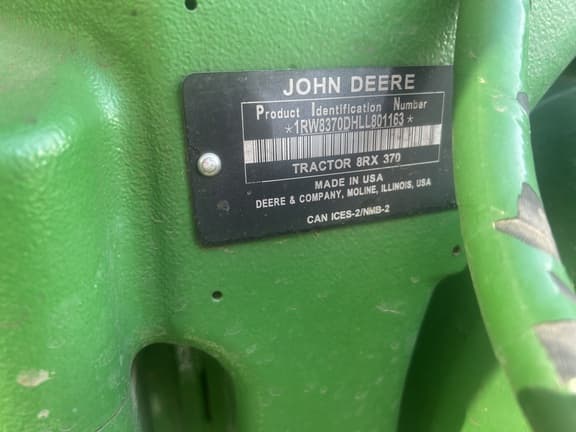 JOHN DEERE
Product Identification Number
*1RW8370DHLL801163*
TRACTOR 8RX 370
MADE IN USA
DEERE & COMPANY, MOLINE, ILLINOIS, USA
CAN ICES-2/NMB-2